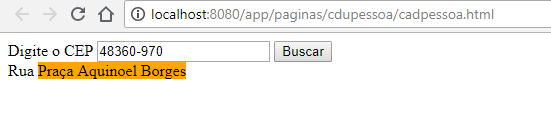 localhost:8080/app/paginas/cdupessoa/cadpessoa.html
Digite o CEP 48360-970 Buscar
Rua Praça Aquinoel Borges